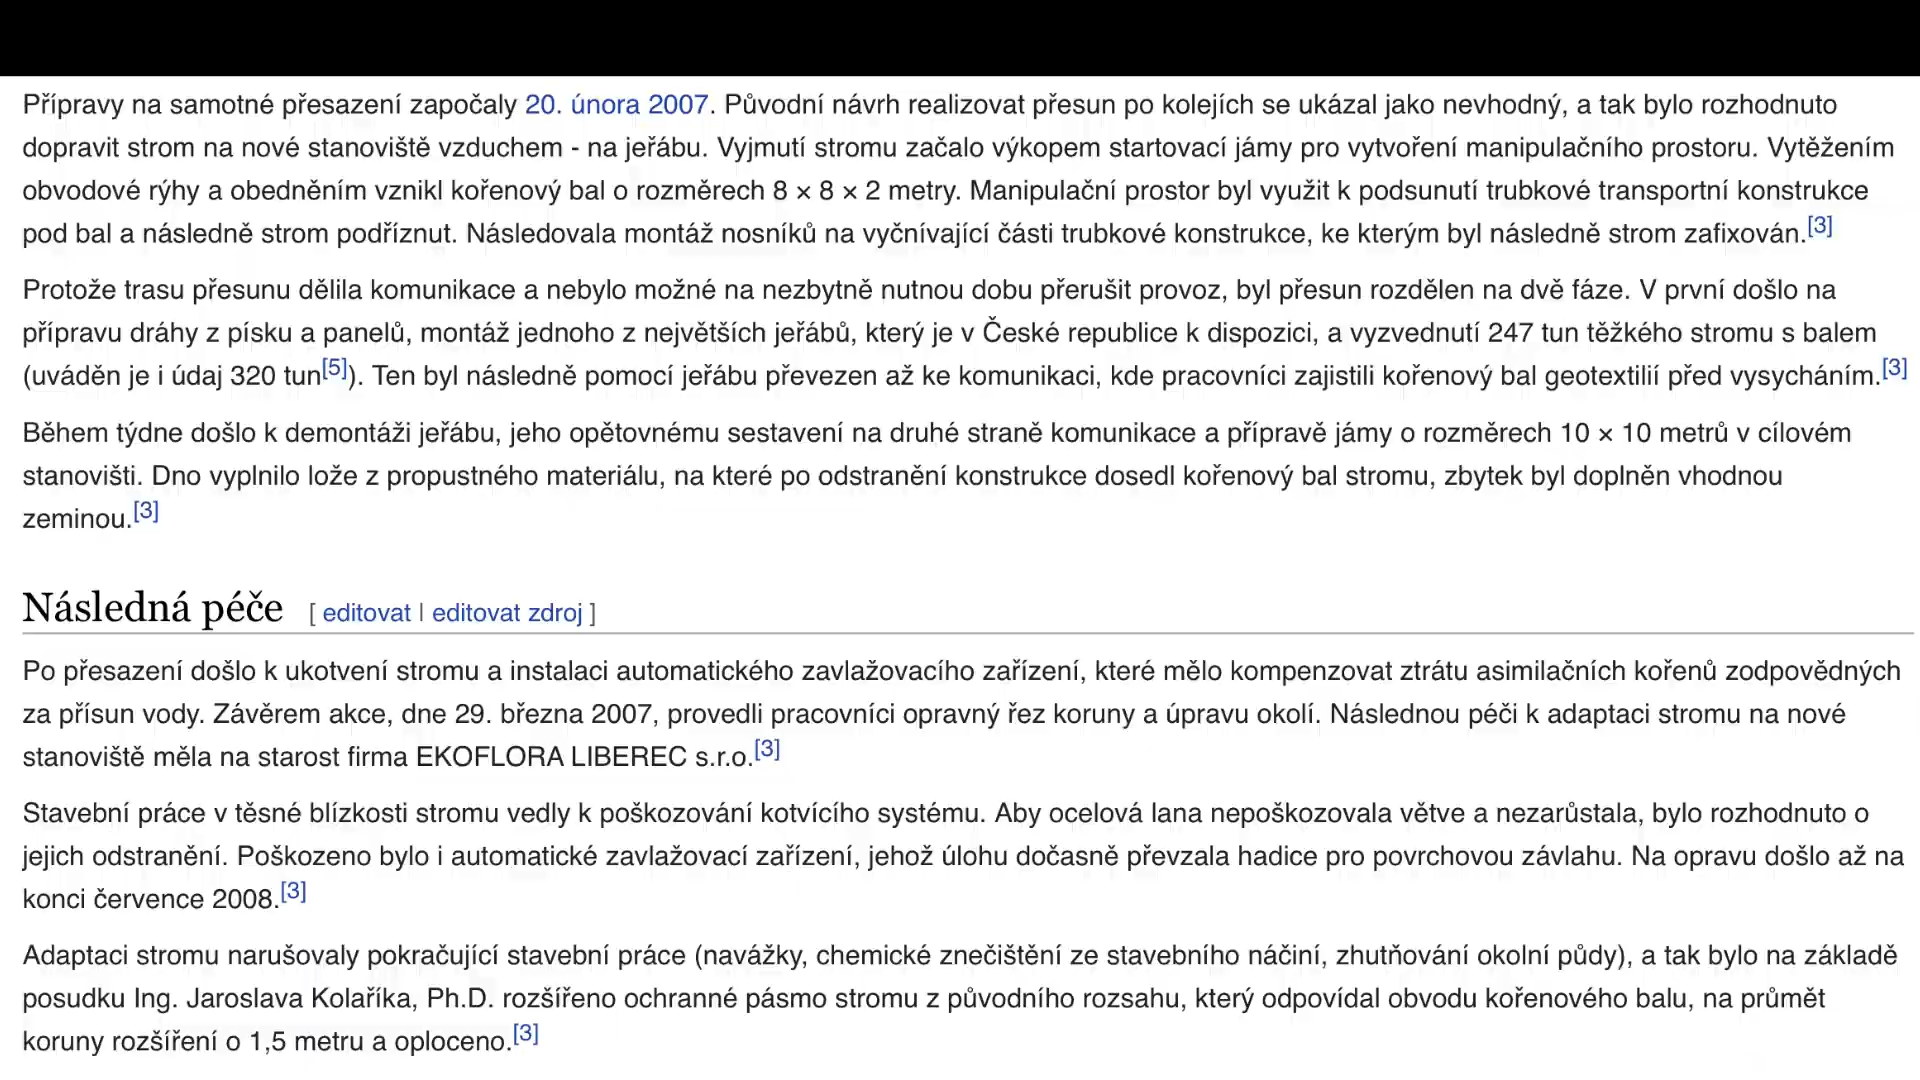 Přípravy na samotné přesazení započaly 20. února 2007. Původní návrh realizovat přesun po kolejích se ukázal jako nevhodný, a tak bylo rozhodnuto
dopravit strom na nové stanoviště vzduchem - na jeřábu. Vyjmutí stromu začalo výkopem startovací jámy pro vytvoření manipulačního prostoru. Vytěžením
obvodové rýhy a obedněním vznikl kořenový bal o rozměrech 8 × 8 × 2 metry. Manipulační prostor byl využit k podsunutí trubkové transportní konstrukce
pod bal a následně strom podříznut. Následovala montáž nosníků na vyčnívající části trubkové konstrukce, ke kterým byl následně strom zafixován.[3]
Protože trasu přesunu dělila komunikace a nebylo možné na nezbytně nutnou dobu přerušit provoz, byl přesun rozdělen na dvě fáze. V první došlo na
přípravu dráhy z písku a panelů, montáž jednoho z největších jeřábů, který je v České republice k dispozici, a vyzvednutí 247 tun těžkého stromu s balem
(uváděn je i údaj 320 tun[5]). Ten byl následně pomocí jeřábu převezen až ke komunikaci, kde pracovníci zajistili kořenový bal geotextilií před vysycháním.[3]
Během týdne došlo k demontáži jeřábu, jeho opětovnému sestavení na druhé straně komunikace a přípravě jámy o rozměrech 10 × 10 metrů v cílovém
stanovišti. Dno vyplnilo lože z propustného materiálu, na které po odstranění konstrukce dosedl kořenový bal stromu, zbytek byl doplněn vhodnou
zeminou.[3]
Následná péče [ editovat | editovat zdroj ]
Po přesazení došlo k ukotvení stromu a instalaci automatického zavlažovacího zařízení, které mělo kompenzovat ztrátu asimilačních kořenů zodpovědných
za přísun vody. Závěrem akce, dne 29. března 2007, provedli pracovníci opravný řez koruny a úpravu okolí. Následnou péči k adaptaci stromu na nové
stanoviště měla na starost firma EKOFLORA LIBEREC s.r.o.[3]
Stavební práce v těsné blízkosti stromu vedly k poškozování kotvícího systému. Aby ocelová lana nepoškozovala větve a nezarůstala, bylo rozhodnuto o
jejich odstranění. Poškozeno bylo i automatické zavlažovací zařízení, jehož úlohu dočasně převzala hadice pro povrchovou závlahu. Na opravu došlo až na
konci července 2008.[3]
Adaptaci stromu narušovaly pokračující stavební práce (navážky, chemické znečištění ze stavebního náčiní, zhutňování okolní půdy), a tak bylo na základě
posudku Ing. Jaroslava Kolaříka, Ph.D. rozšířeno ochranné pásmo stromu z původního rozsahu, který odpovídal obvodu kořenového balu, na průmět
koruny rozšíření o 1,5 metru a oploceno.[3]